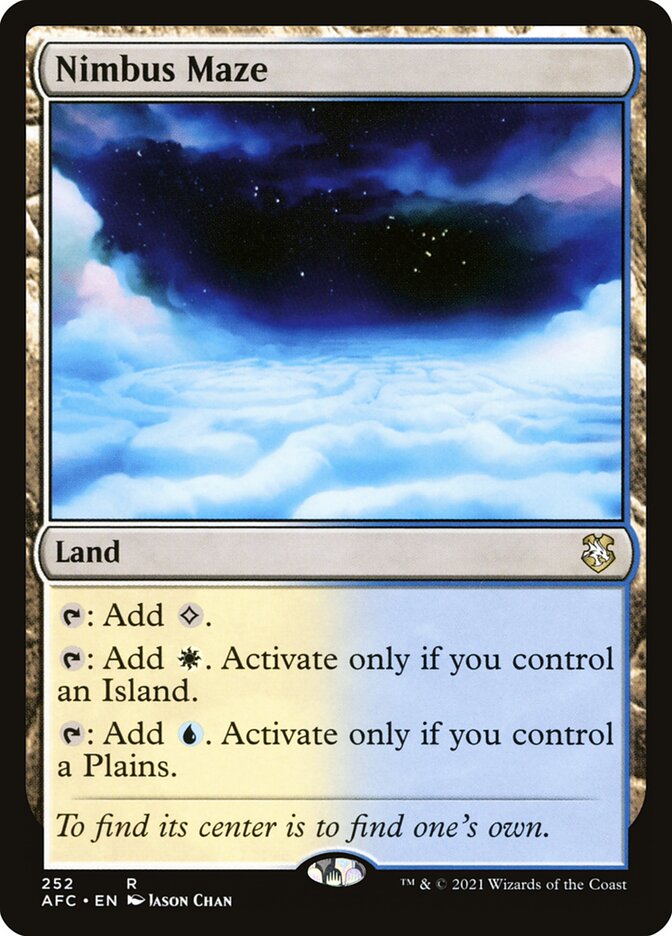 Nimbus Maze
Land
: Add .
: Add . Activate only if you control
an Island.
: Add . Activate only if you control
a Plains.
To find its center is to find one's own.
252 R
AFC • EN Jason Chan
™ & © 2021 Wizards of the Coast